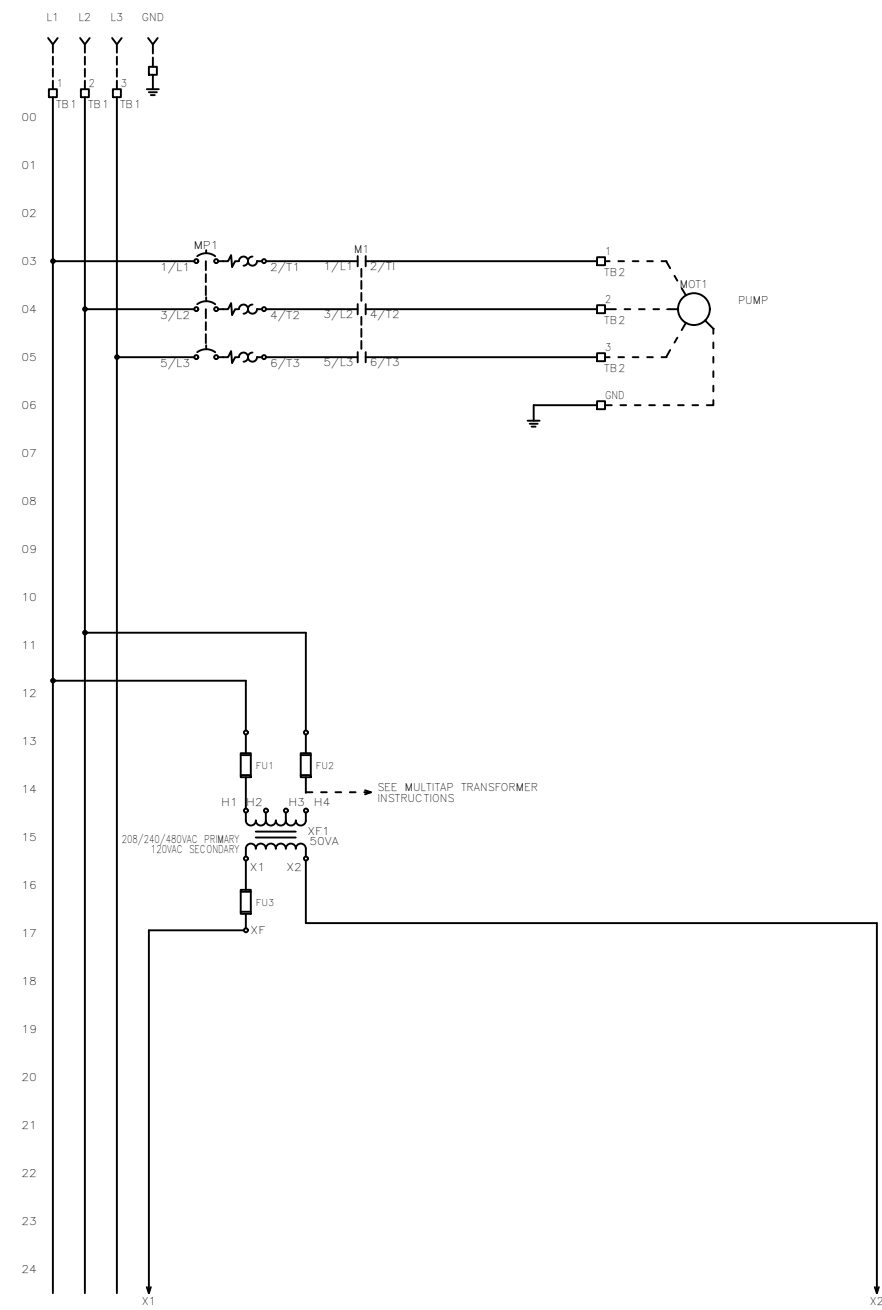 L1 L2 L3 GND
1 2 3
TB1 TB1 TB1
00
01
02
MP1 M1
03 1/L1 2/T1 1/L1 2/TI 1
TB2
MOT1
PUMP
04 3/L2 4/T2 3/L2 4/T2 2
TB2
05 5/L3 6/T3 5/L3 6/T3 3
TB2
06 GND
07
08
09
10
11
12
13
FU1 FU2
14 SEE MULTITAP TRANSFORMER
INSTRUCTIONS
H1 H2 H3 H4
XF1
15 208/240/480VAC PRIMARY 50VA
120VAC SECONDARY
X1 X2
16
FU3
17 XF
18
19
20
21
22
23
24
X1 X2